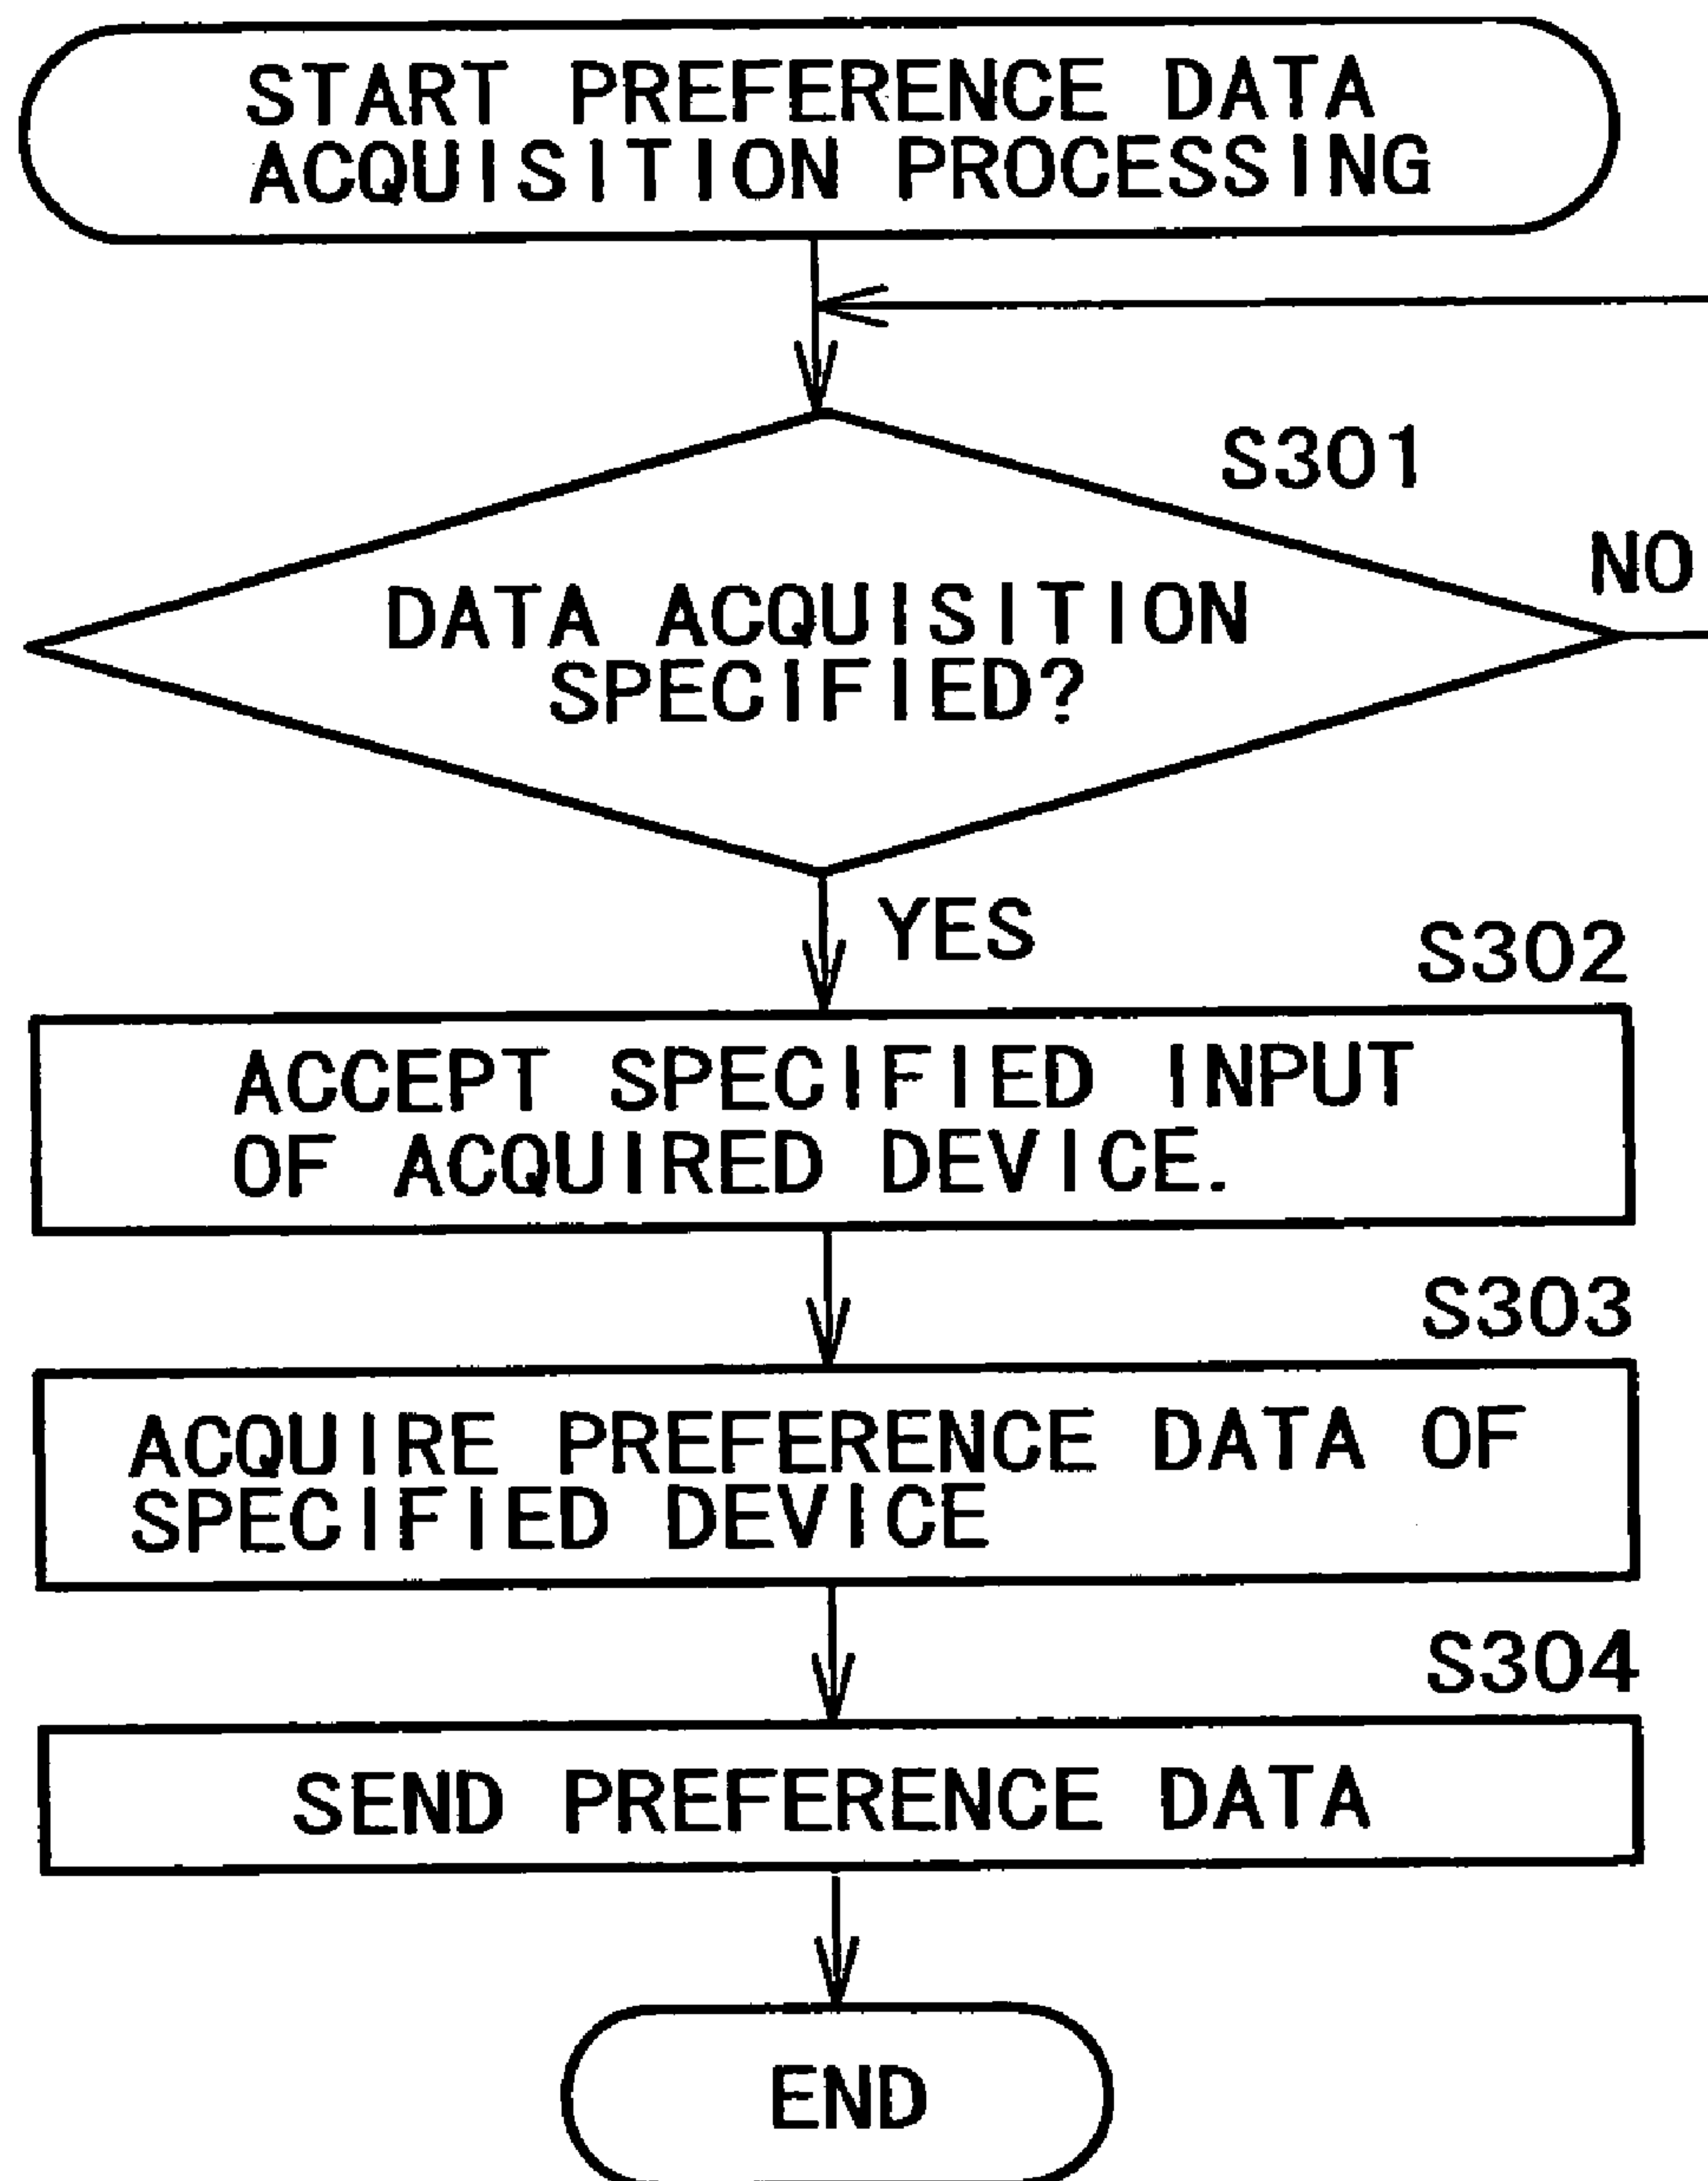 START PREFERENCE DATA
ACQUISITION PROCESSING
S301
NO
DATA ACQUISITION
SPECIFIED?
YES
S302
ACCEPT SPECIFIED INPUT
OF ACQUIRED DEVICE.
S303
ACQUIRE PREFERENCE DATA OF
SPECIFIED DEVICE
S304
SEND PREFERENCE DATA
END